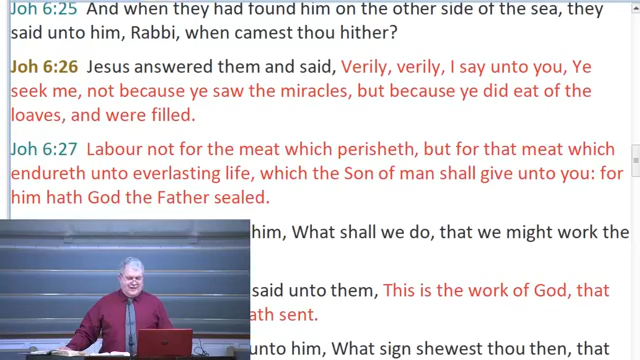 Joh 6:25 And when they had found him on the other side of the sea, they
said unto him, Rabbi, when camest thou hither?
Joh 6:26 Jesus answered them and said, Verily, verily, I say unto you, Ye
seek me, not because ye saw the miracles, but because ye did eat of the
loaves, and were filled.
Joh 6:27 Labour not for the meat which perisheth, but for that meat which
endureth unto everlasting life, which the Son of man shall give unto you: for
him hath God the Father sealed.
him, What shall we do, that we might work the
said unto them, This is the work of God, that
ath sent.
unto him, What sign shewest thou then, that